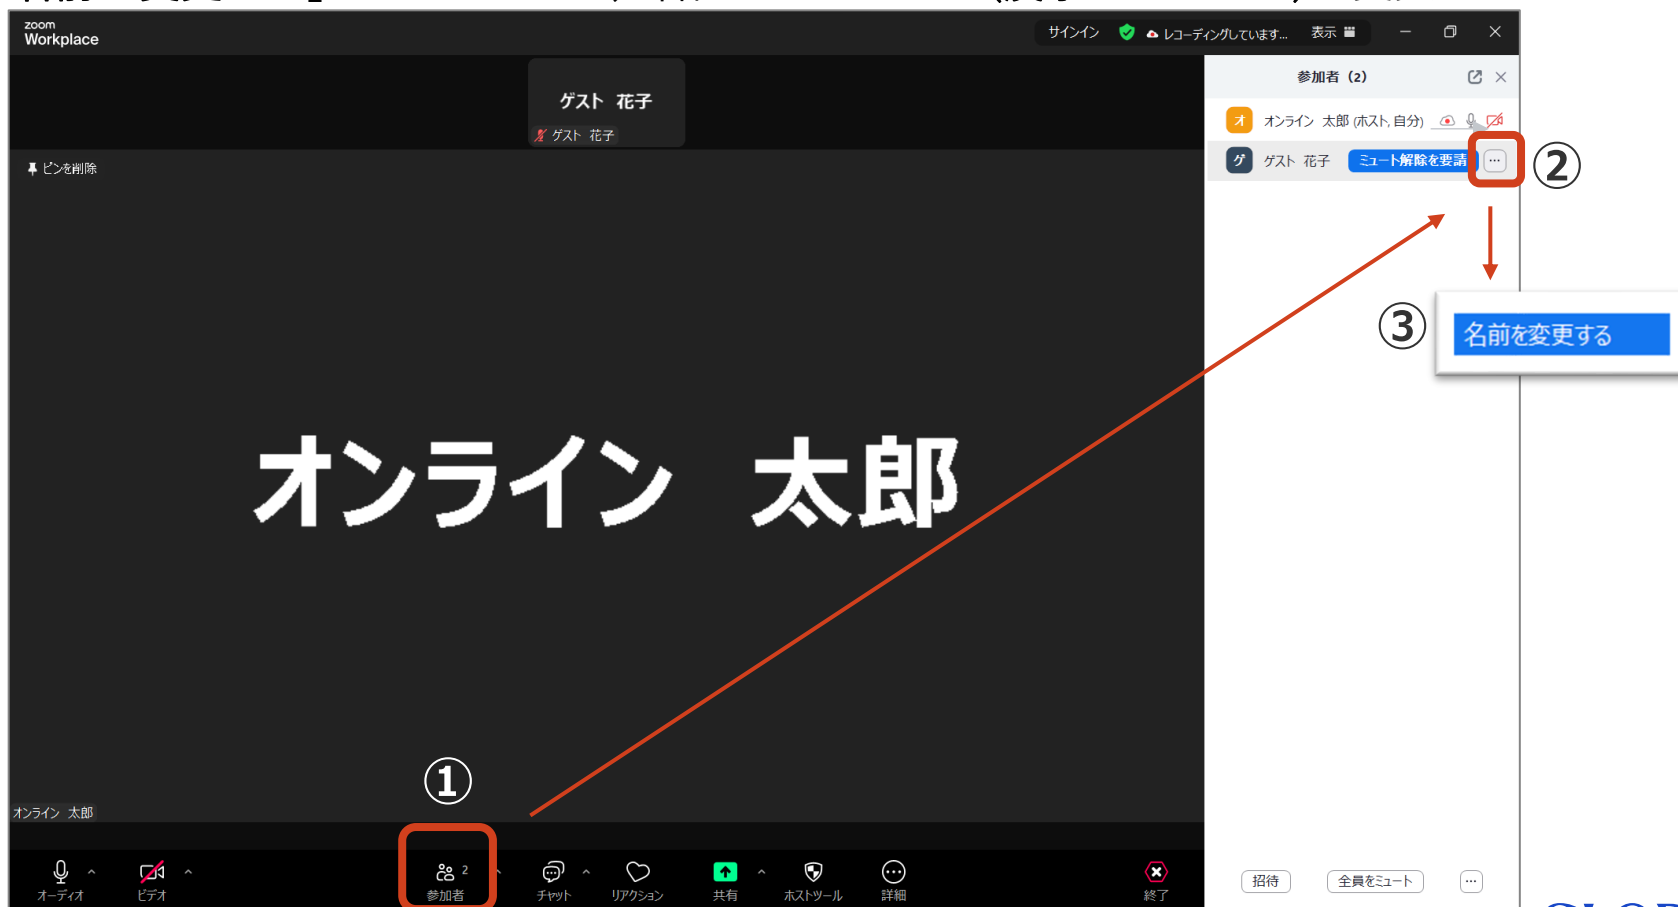 zoom
Workplace
サインイン
レコーディングしています...
表示
ゲスト 花子
ゲスト 花子
ピンを削除
参加者 (2)
オ
オンライン 太郎 (ホスト, 自分)
ゲ
ゲスト 花子
ミュート解除を要請
...
②
③
名前を変更する
オンライン 太郎
①
オンライン 太郎
オーディオ
ビデオ
2
参加者
チャット
リアクション
共有
ホストツール
詳細
終了
招待
全員をミュート
...